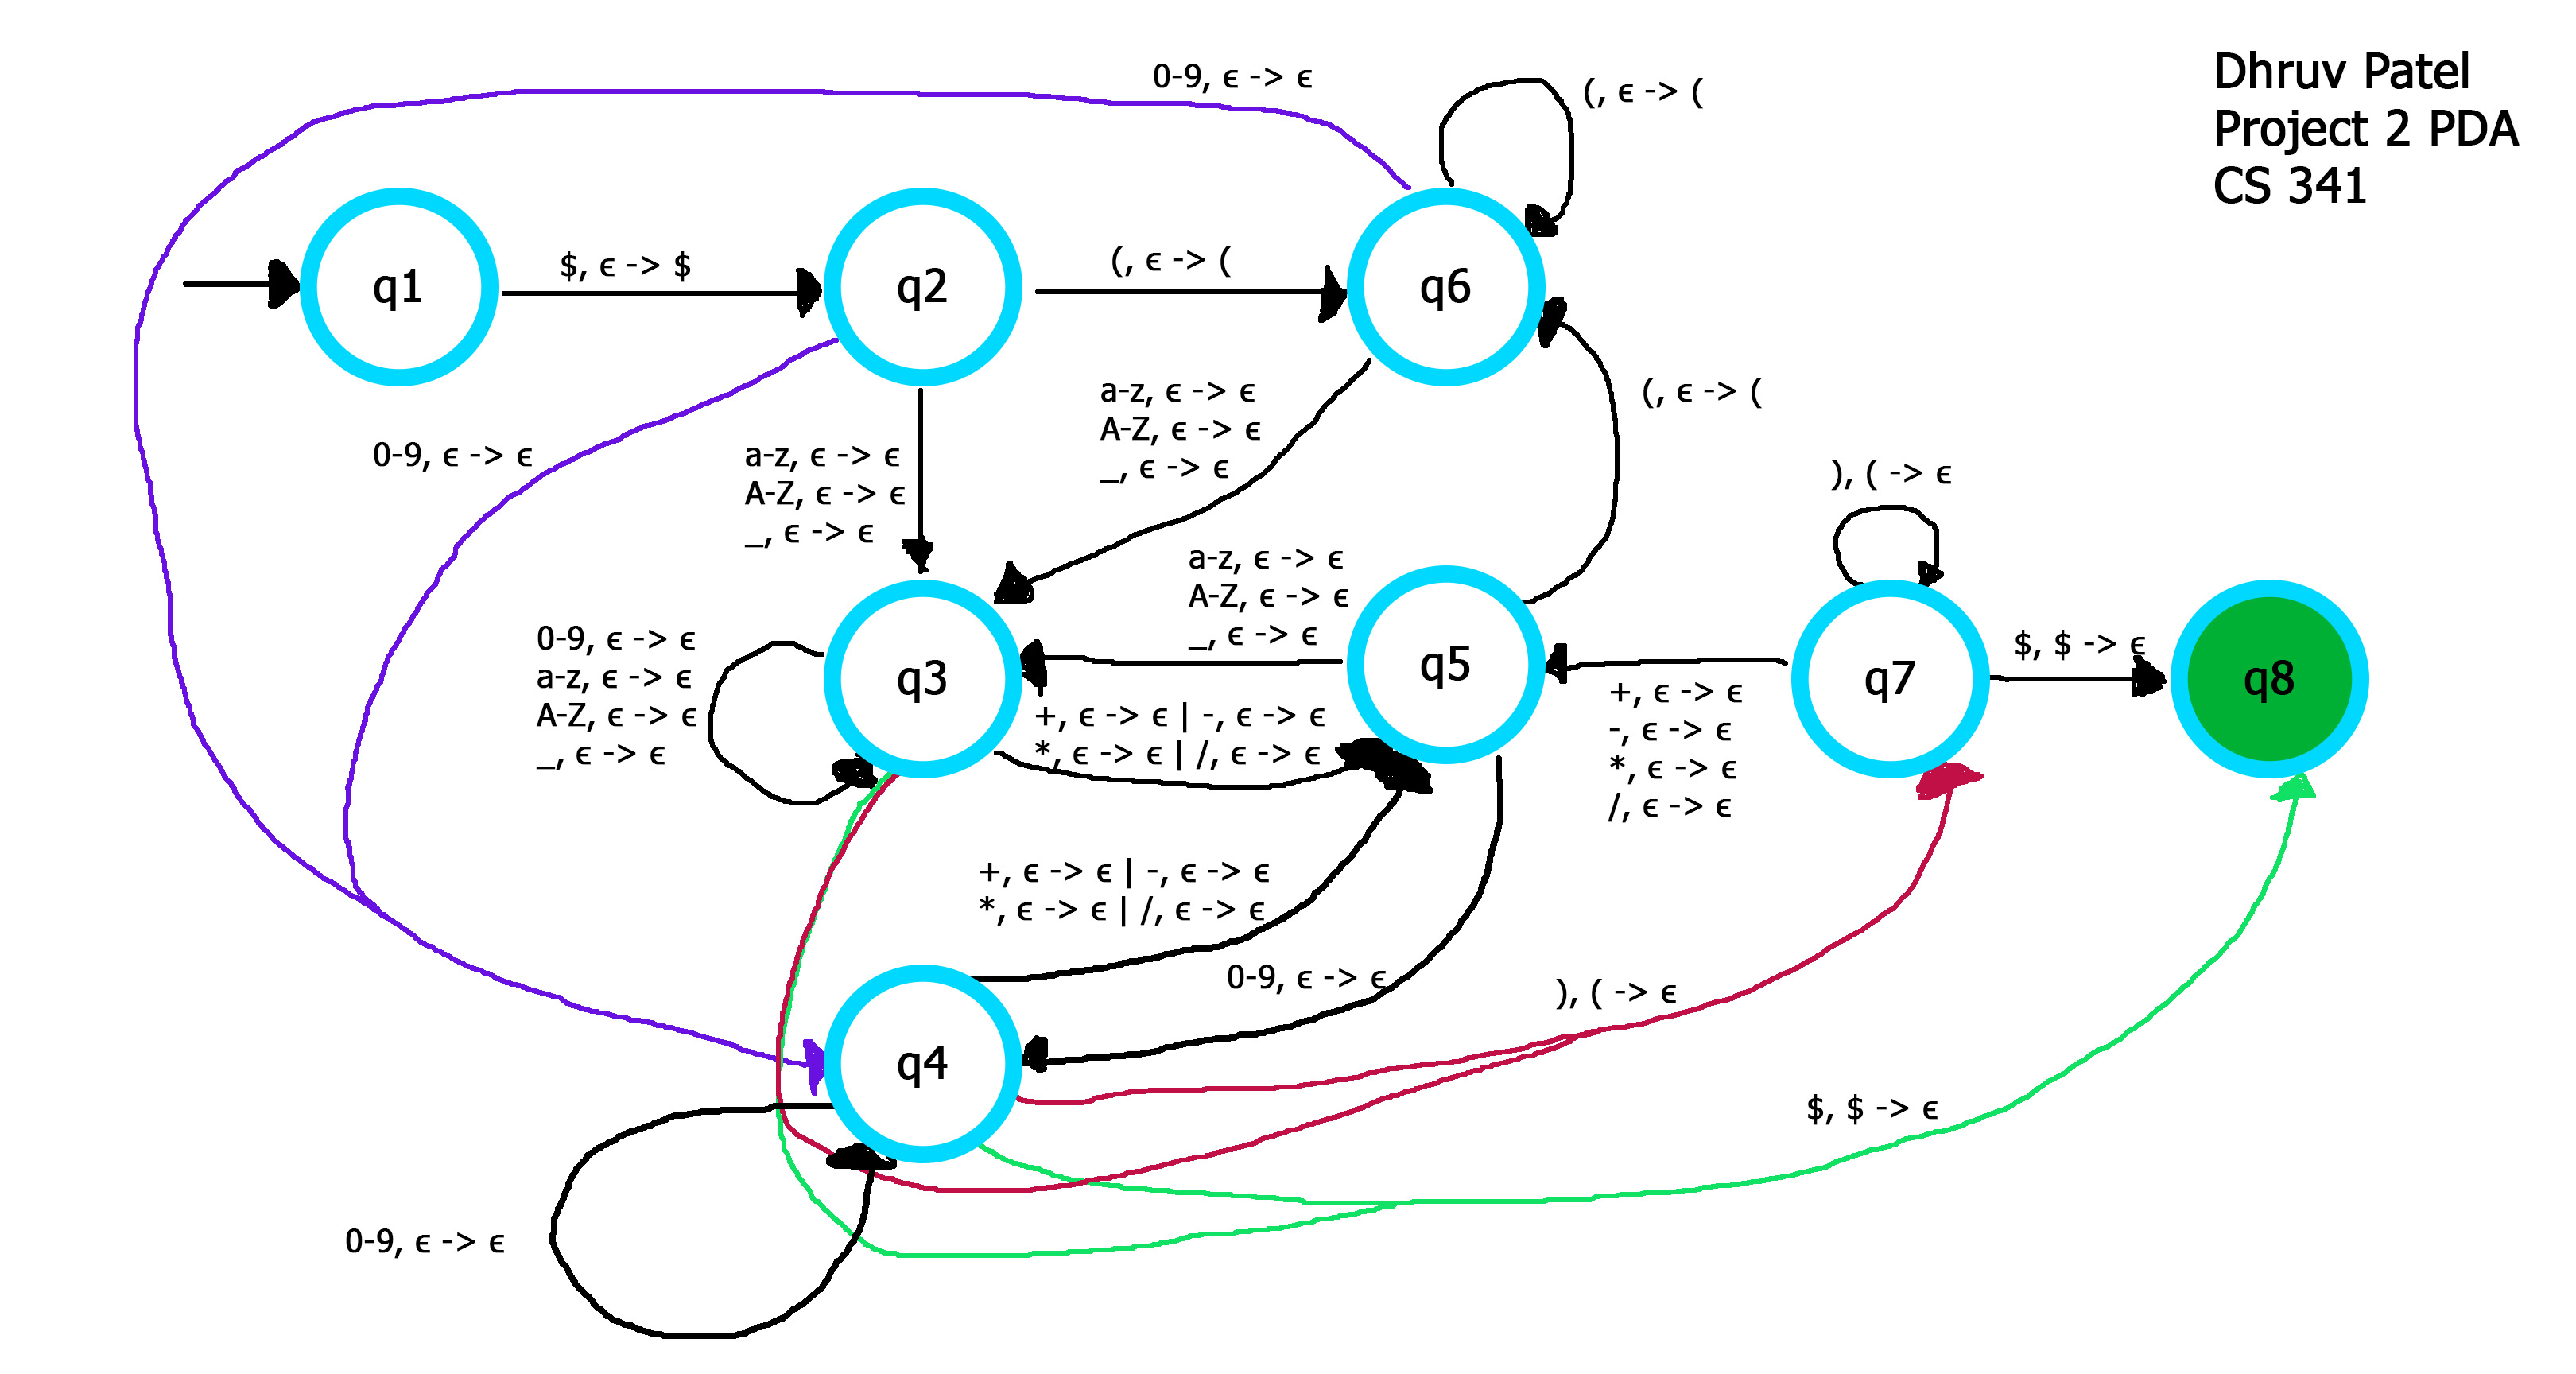 Dhruv Patel
Project 2 PDA
CS 341
0-9, ϵ -> ϵ
(, ϵ -> (
q1
$, ϵ -> $
q2
(, ϵ -> (
q6
0-9, ϵ -> ϵ
a-z, ϵ -> ϵ
A-Z, ϵ -> ϵ
_, ϵ -> ϵ
a-z, ϵ -> ϵ
A-Z, ϵ -> ϵ
_, ϵ -> ϵ
(, ϵ -> (
), ( -> ϵ
0-9, ϵ -> ϵ
a-z, ϵ -> ϵ
A-Z, ϵ -> ϵ
_, ϵ -> ϵ
q3
a-z, ϵ -> ϵ
A-Z, ϵ -> ϵ
_, ϵ -> ϵ
+, ϵ -> ϵ | -, ϵ -> ϵ
*, ϵ -> ϵ | /, ϵ -> ϵ
q5
+, ϵ -> ϵ
-, ϵ -> ϵ
*, ϵ -> ϵ
/, ϵ -> ϵ
q7
$, $ -> ϵ
q8
+, ϵ -> ϵ | -, ϵ -> ϵ
*, ϵ -> ϵ | /, ϵ -> ϵ
0-9, ϵ -> ϵ
), ( -> ϵ
q4
$, $ -> ϵ
0-9, ϵ -> ϵ